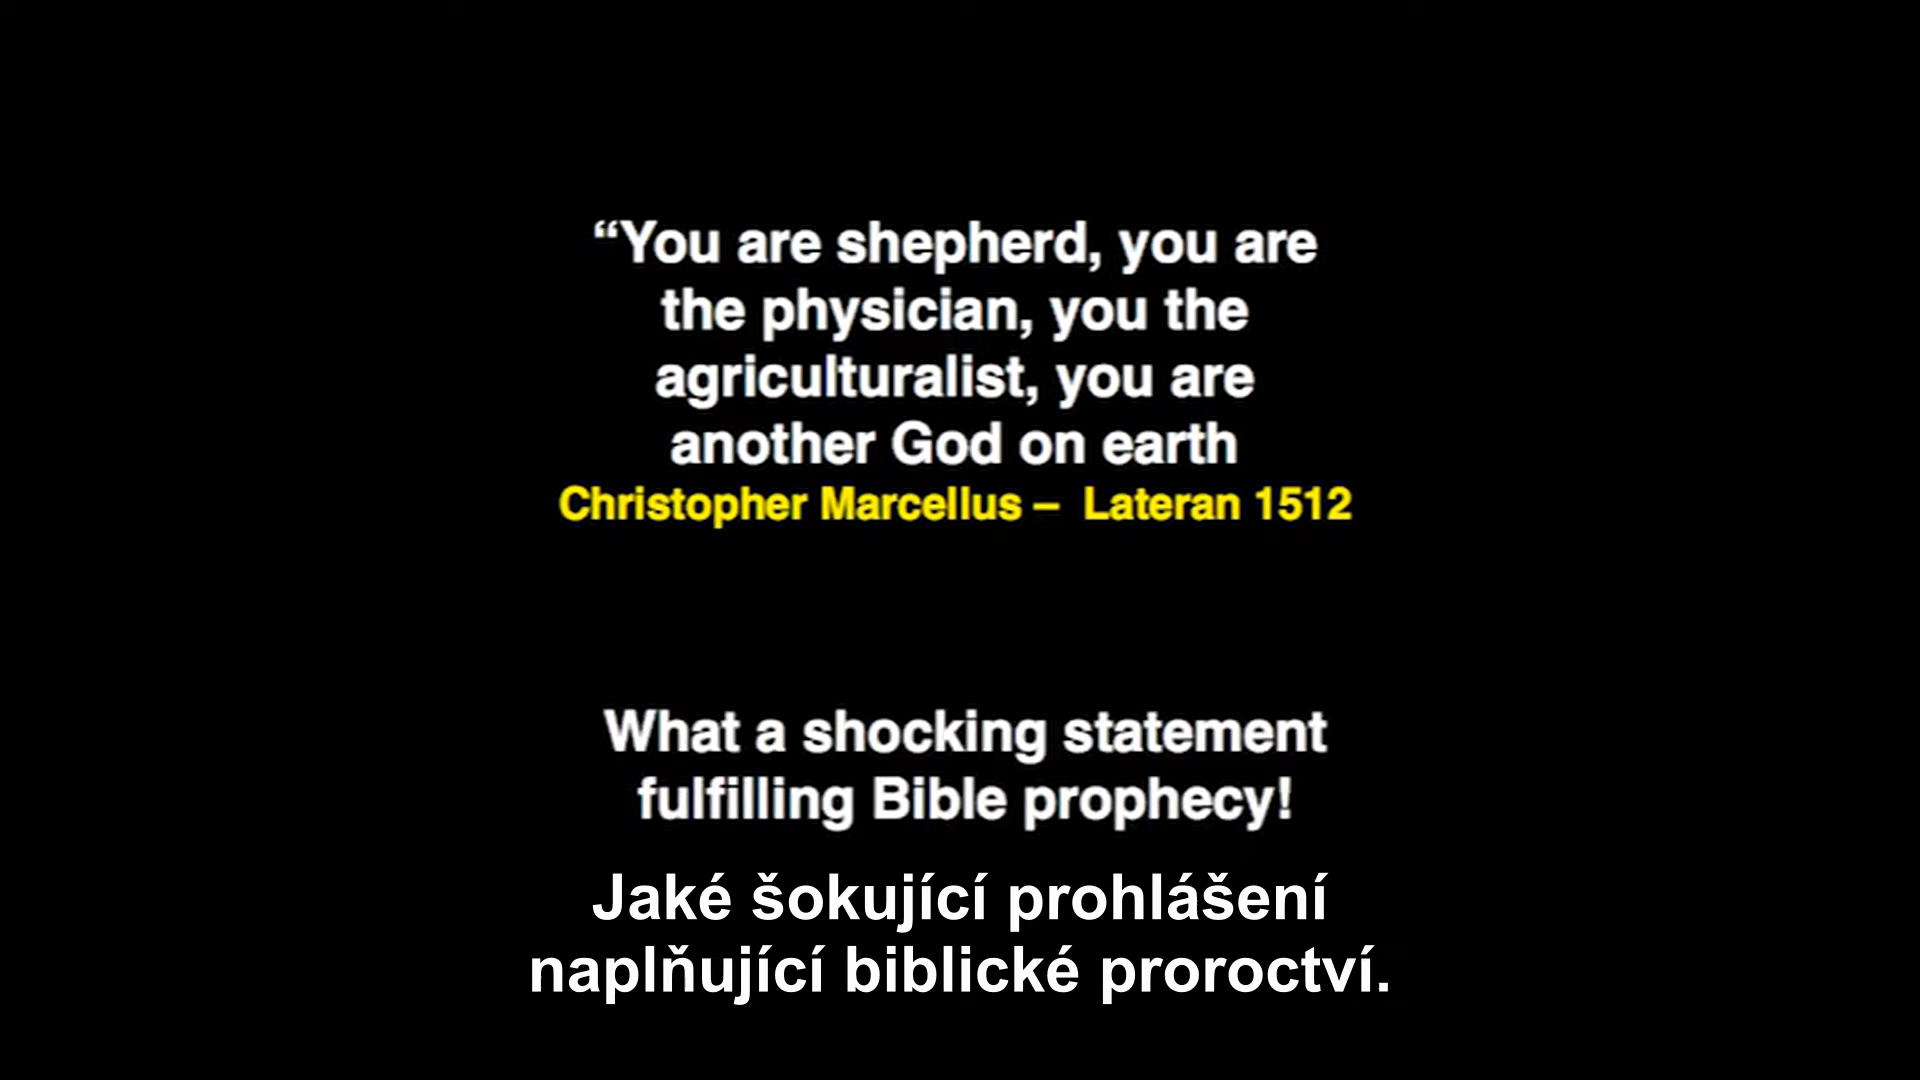 “You are shepherd, you are
the physician, you the
agriculturalist, you are
another God on earth
Christopher Marcellus – Lateran 1512
What a shocking statement
fulfilling Bible prophecy!
Jaké šokující prohlášení
naplňující biblické proroctví.